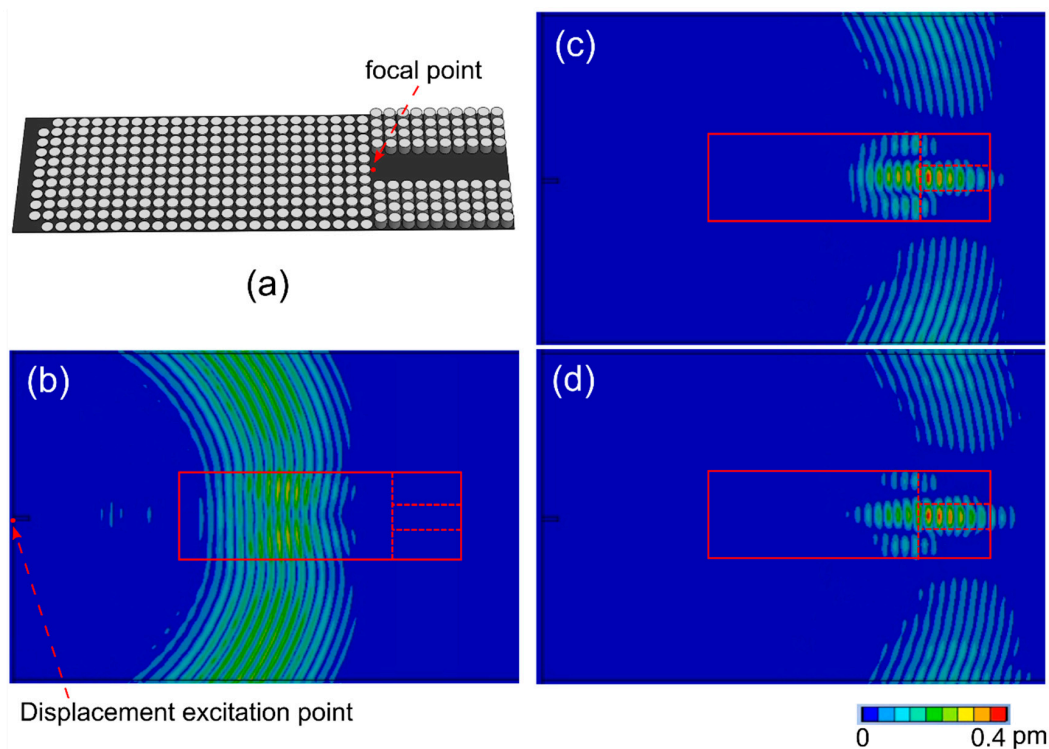 focal point
(a)
(b)
(c)
(d)
Displacement excitation point
0 0.4 pm